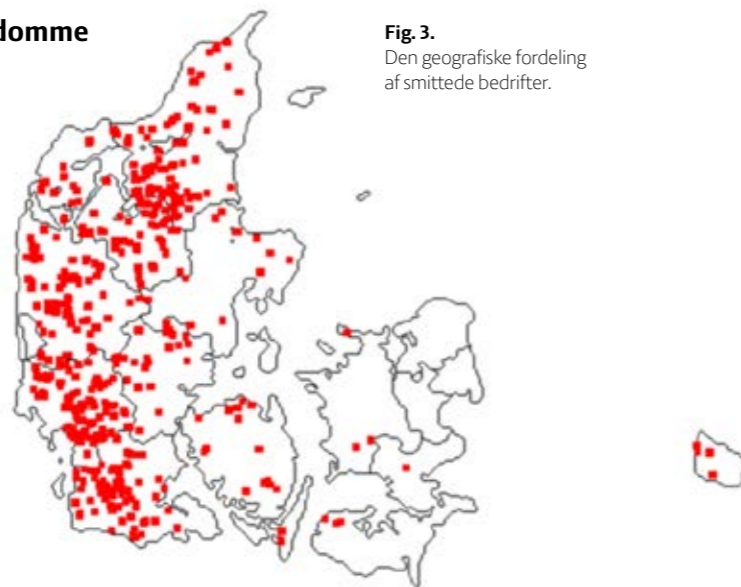 domme
Fig. 3.
Den geografiske fordeling
af smittede bedrifter.